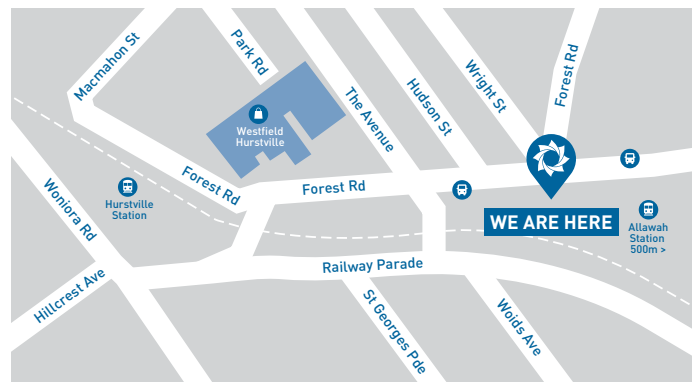 Macmahon St
Park Rd
The Avenue
Hudson St
Wright St
Forest Rd
Westfield
Hurstville
Forest Rd
Forest Rd
Hurstville
Station
Woniora Rd
WE ARE HERE
Allawah
Station
500m >
Railway Parade
Hillcrest Ave
St Georges Pde
Woids Ave